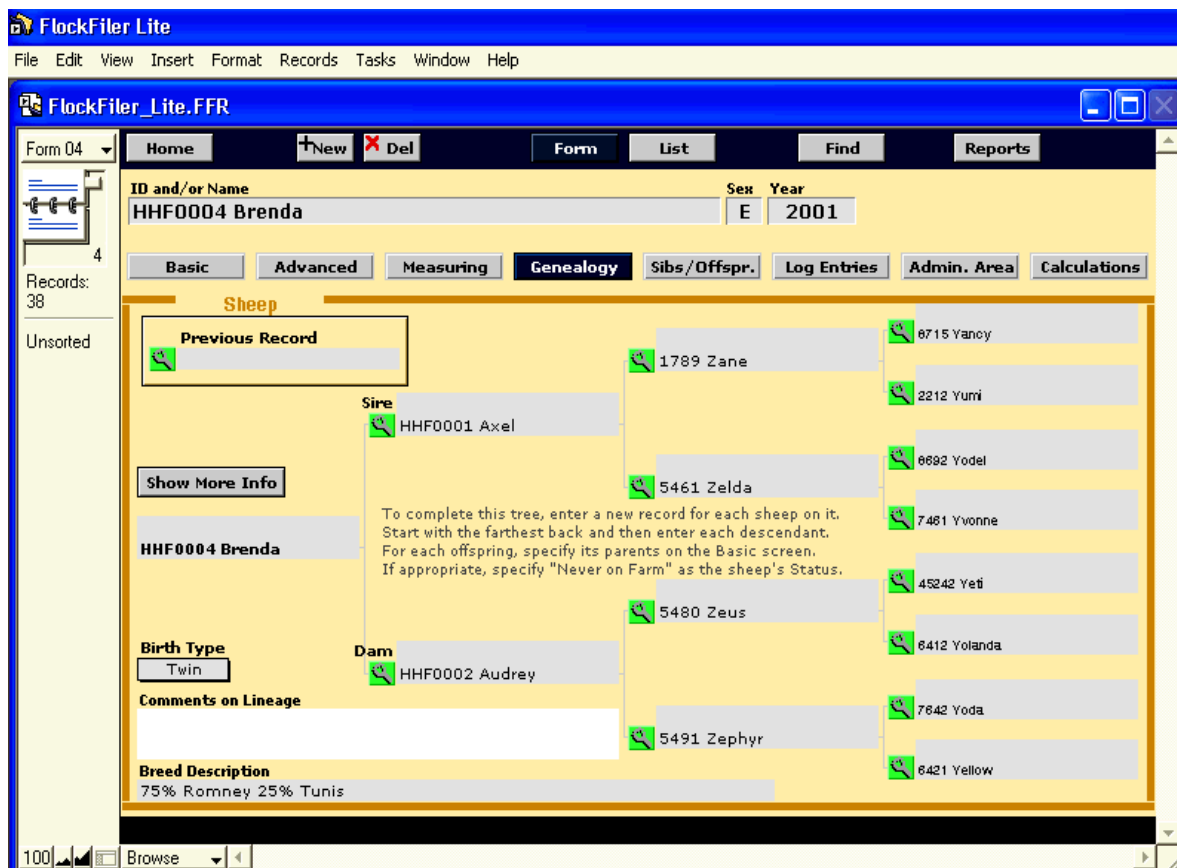 FlockFiler Lite
File Edit View Insert Format Records Tasks Window Help
FlockFiler_Lite.FFR
Form 04
Home New Del Form List Find Reports
4
Records:
38
Unsorted
ID and/or Name Sex Year
HHF0004 Brenda E 2001
Basic Advanced Measuring Genealogy Sibs/Offspr. Log Entries Admin. Area Calculations
Sheep
Previous Record
6715 Yancy
1789 Zane
2212 Yumi
Sire
HHF0001 Axel
6692 Yodel
Show More Info
5461 Zelda
7461 Yvonne
To complete this tree, enter a new record for each sheep on it.
Start with the farthest back and then enter each descendant.
For each offspring, specify its parents on the Basic screen.
If appropriate, specify "Never on Farm" as the sheep's Status.
HHF0004 Brenda
45242 Yeti
5480 Zeus
6412 Yolanda
Birth Type
Twin
Dam
HHF0002 Audrey
Comments on Lineage
7642 Yoda
5491 Zephyr
6421 Yellow
Breed Description
75% Romney 25% Tunis
100 Browse